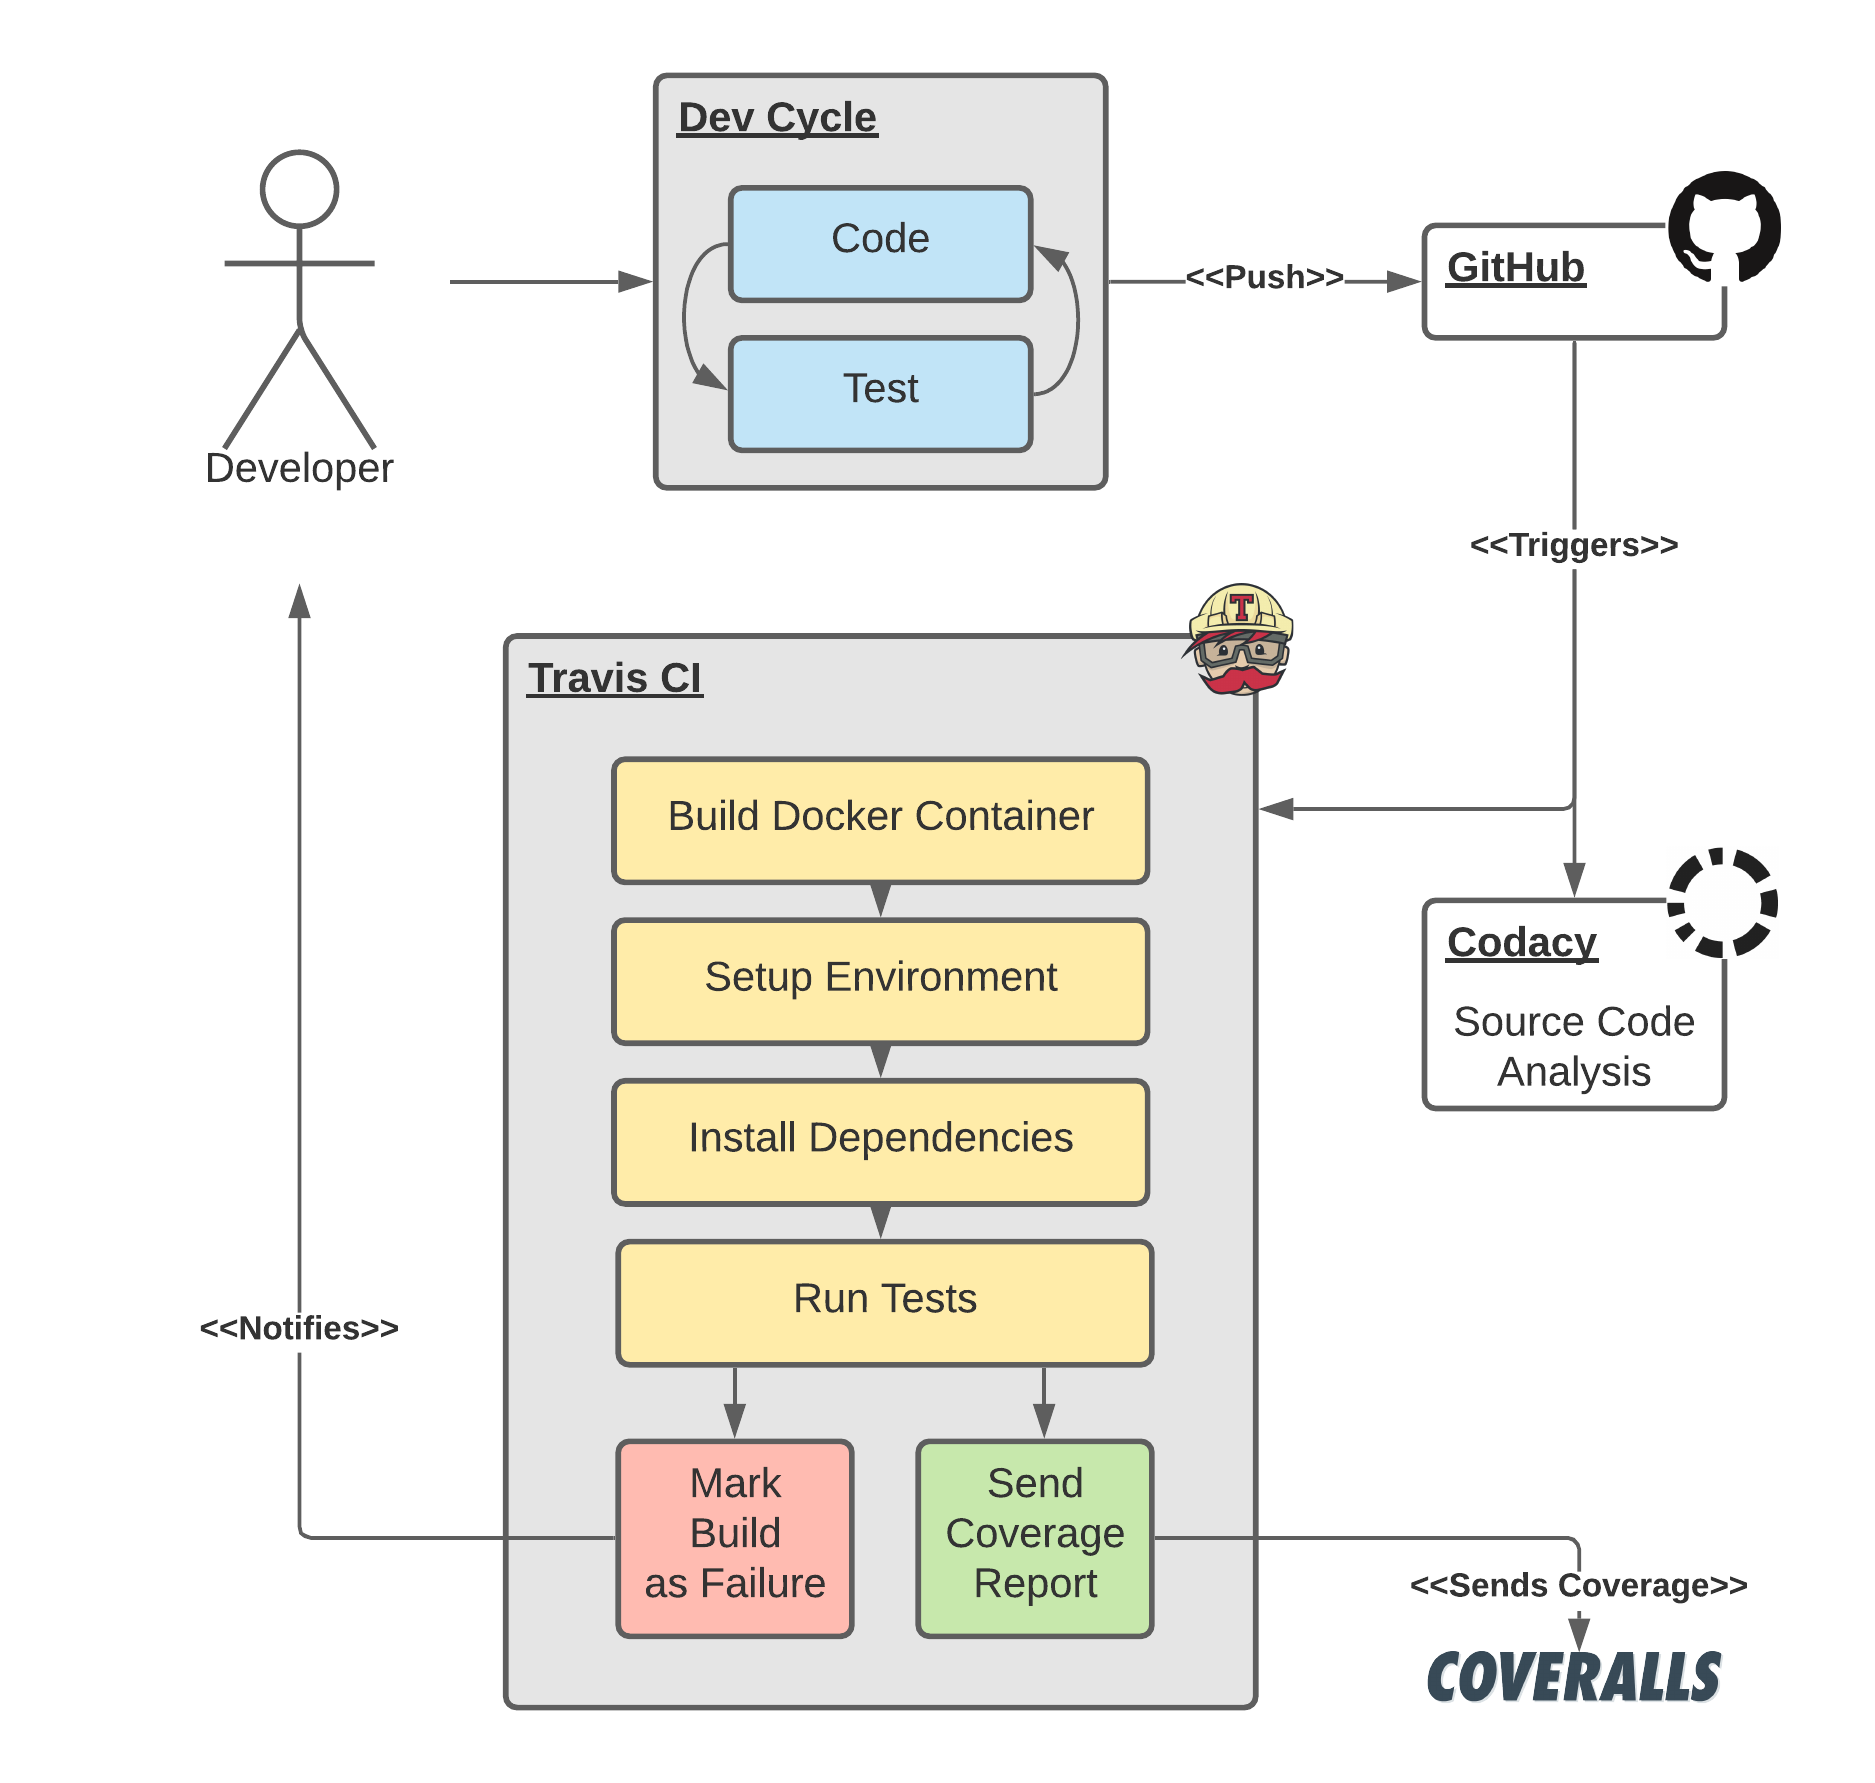 Dev Cycle
Code
Test
Developer
<<Push>>
GitHub
<<Triggers>>
Travis CI
T
Build Docker Container
Setup Environment
Install Dependencies
Run Tests
Mark
Build
as Failure
Send
Coverage
Report
<<Notifies>>
Codacy
Source Code
Analysis
<<Sends Coverage>>
COVERALLS